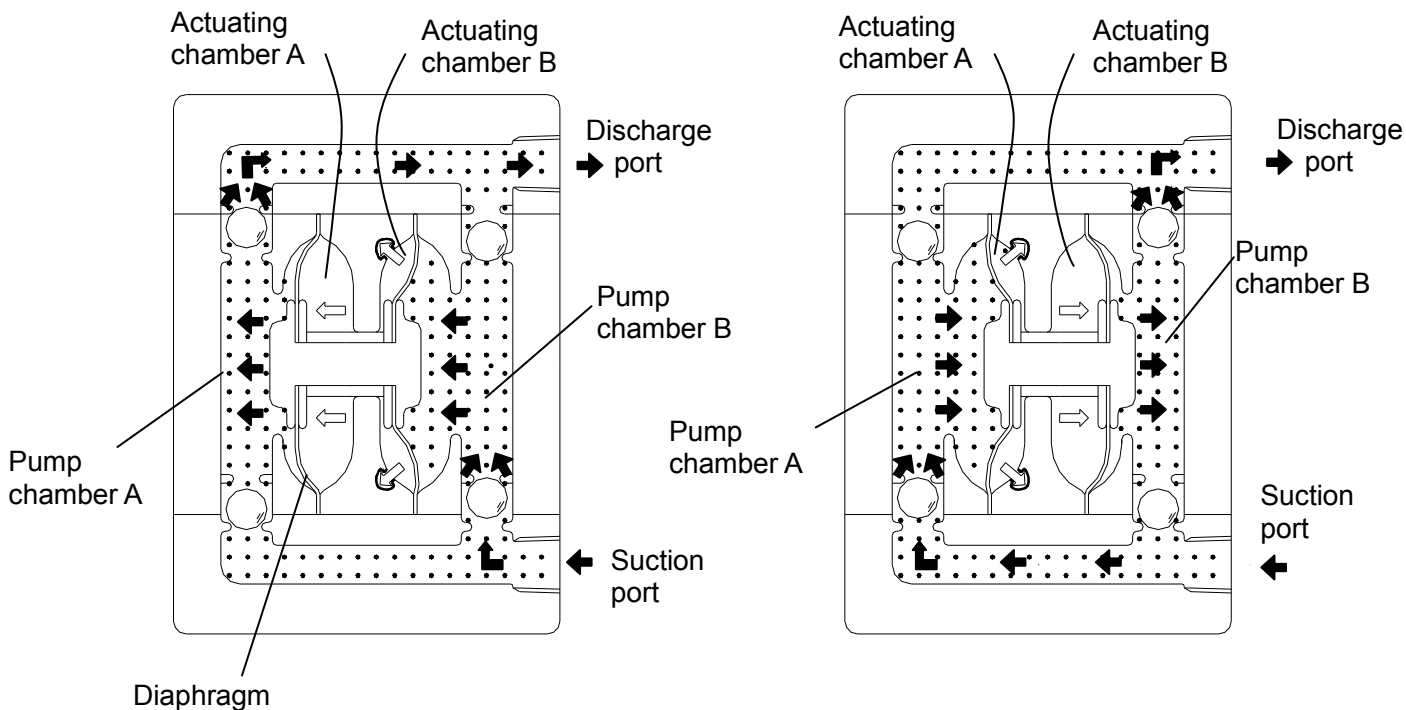 Actuating
chamber A
Actuating
chamber B
Discharge
port
Pump
chamber B
Pump
chamber A
Suction
port
Diaphragm
Actuating
chamber A
Actuating
chamber B
Discharge
port
Pump
chamber B
Pump
chamber A
Suction
port